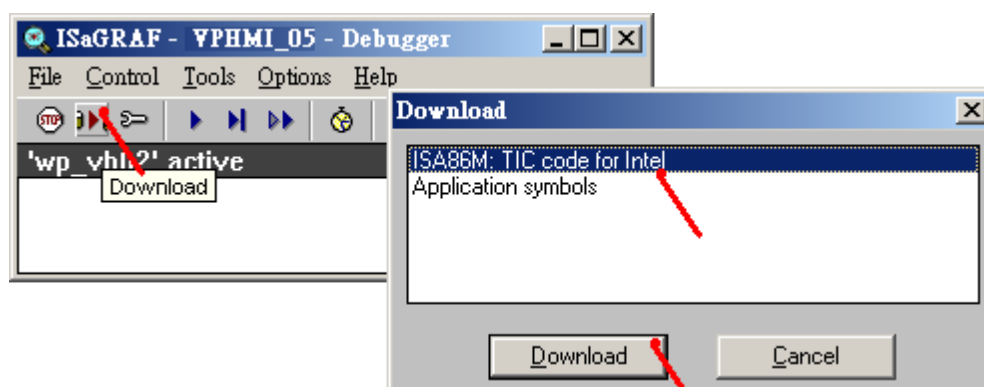 ISaGRAF - VPHMI_05 - Debugger
File Control Tools Options Help
STOP
active
Download
Download
ISA86M: TIC code for Intel
Application symbols
Download
Cancel